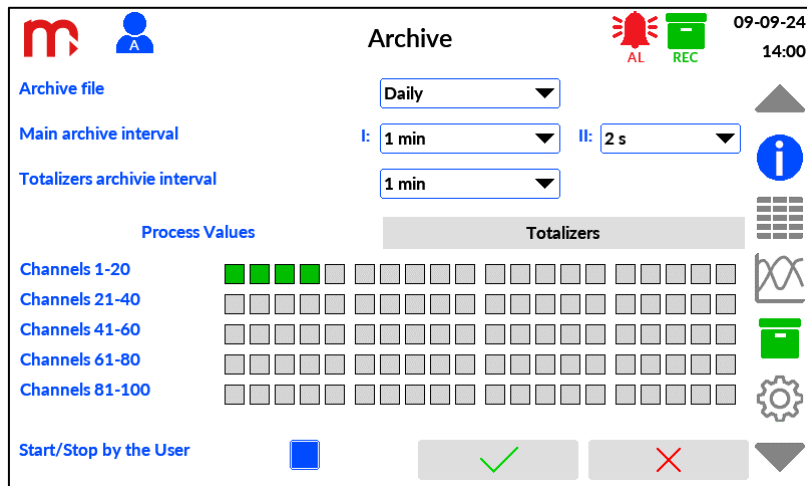 A
Archive
AL
REC
09-09-24
14:00
Archive file
Daily
Main archive interval
I: 1 min
II: 2 s
Totalizers archivie interval
1 min
Process Values
Totalizers
Channels 1-20
Channels 21-40
Channels 41-60
Channels 61-80
Channels 81-100
Start/Stop by the User